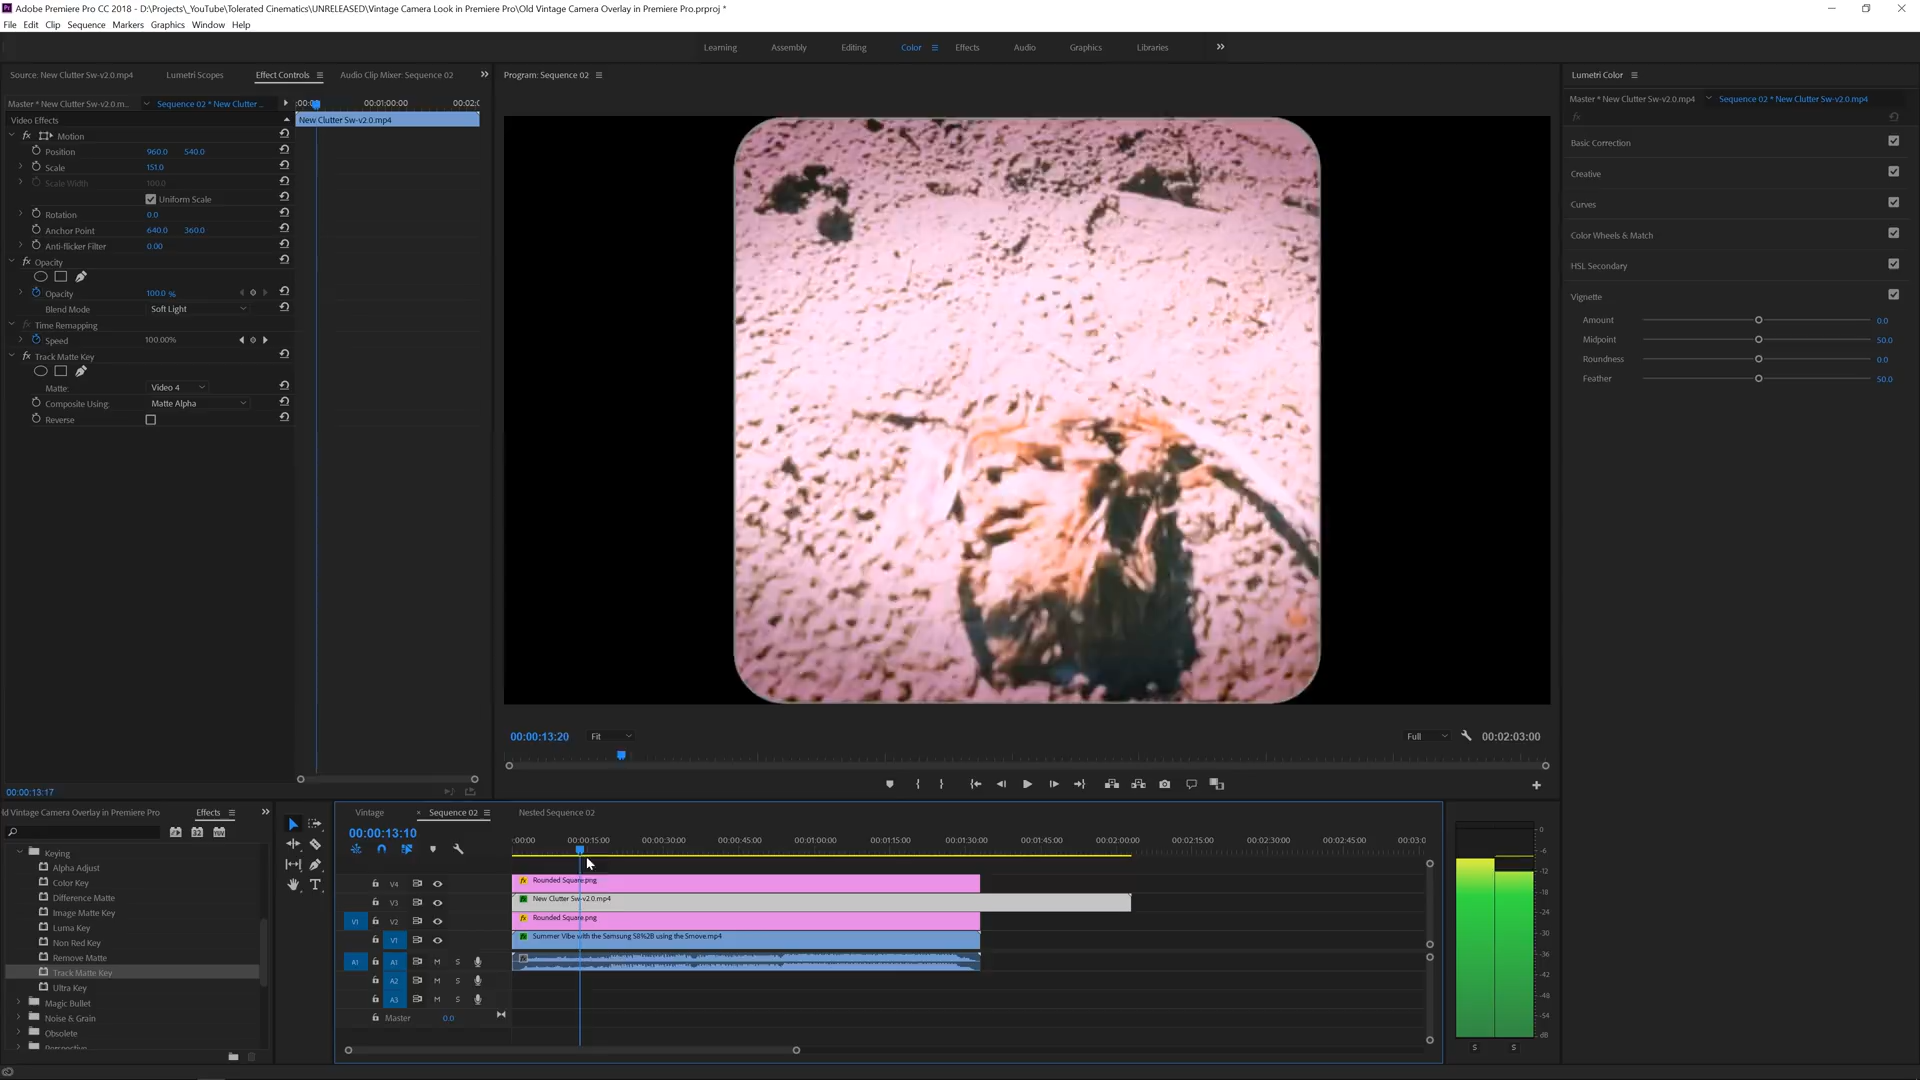 Adobe Premiere Pro CC 2018 - D:\Projects\_YouTube\Tolerated Cinematics\UNRELEASED\Vintage Camera Look in Premiere Pro\Old Vintage Camera Overlay in Premiere Pro.prproj *
File Edit Clip Sequence Markers Graphics Window Help
Learning Assembly Editing Color Effects Audio Graphics Libraries
Source: New Clutter Sw-v2.0.mp4 Lumetri Scopes Effect Controls Audio Clip Mixer: Sequence 02
Program: Sequence 02
Lumetri Color
Master * New Clutter Sw-v2.0.m... Sequence 02 * New Clutter ...
00:01:00:00
Master * New Clutter Sw-v2.0.mp4 Sequence 02 * New Clutter Sw-v2.0.mp4
Video Effects
New Clutter Sw-v2.0.mp4
fx Motion
Position 960.0 540.0
Scale 151.0
Scale Width 100.0
Uniform Scale
Rotation 0.0
Anchor Point 640.0 360.0
Anti-flicker Filter 0.00
fx Opacity
Opacity 100.0 %
Blend Mode Soft Light
Time Remapping
Speed 100.00%
fx Track Matte Key
Matte: Video 4
Composite Using: Matte Alpha
Reverse
fx
Basic Correction
Creative
Curves
Color Wheels & Match
HSL Secondary
Vignette
Amount 0.0
Midpoint 50.0
Roundness 0.0
Feather 50.0
00:00:13:20 Fit Full 00:02:03:00
00:00:13:17
ld Vintage Camera Overlay in Premiere Pro Effects
Keying
Alpha Adjust
Color Key
Difference Matte
Image Matte Key
Luma Key
Non Red Key
Remove Matte
Track Matte Key
Ultra Key
Magic Bullet
Noise & Grain
Obsolete
Vintage × Sequence 02 Nested Sequence 02
00:00:13:10
:00:00 00:00:15:00 00:00:30:00 00:00:45:00 00:01:00:00 00:01:15:00 00:01:30:00 00:01:45:00 00:02:00:00 00:02:15:00 00:02:30:00 00:02:45:00 00:03:0
V4 Rounded Square.png
V3 New Clutter Sw-v2.0.mp4
V1 V2 Rounded Square.png
V1 Summer Vibe with the Samsung S8%2B using the Smove.mp4
A1 A1 M S
A2 M S
A3 M S
Master 0.0
0
-6
-12
-18
-24
-30
-36
-42
-48
-54
dB
S S